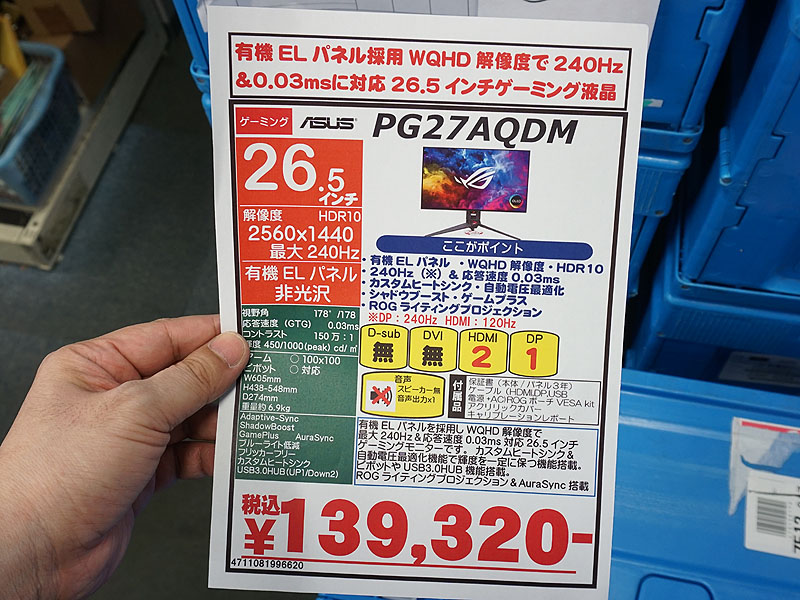 有機ELパネル採用 WQHD 解像度で 240Hz
＆0.03msに対応 26.5 インチゲーミング液晶
ゲーミング ASUS PG27AQDM
26.5
インチ
解像度 HDR10
2560x1440
最大 240Hz
有機 EL パネル
非光沢
視野角 178°/178
応答速度 (GTG) 0.03ms
コントラスト 150万：1
輝度 450/1000(peak) cd/㎡
アーム ○ 100x100
ピボット ○ 対応
W605mm
H438-548mm
D274mm
重量約 6.9kg
Adaptive-Sync
ShadowBoost
GamePlus AuraSync
ブルーライト低減
フリッカーフリー
カスタムヒートシンク
USB3.0HUB(UP1/Down2)
ここがポイント
・有機 EL パネル ・WQHD 解像度・HDR10
・240Hz（※）＆応答速度 0.03ms
・カスタムヒートシンク・自動電圧最適化
・シャドウブースト・ゲームプラス
・ROG ライティングプロジェクション
※DP：240Hz HDMI：120Hz
D-sub 無
DVI 無
HDMI 2
DP 1
音声
スピーカー無
音声出力×1
付属品
保証書（本体/パネル3年）
ケーブル（HDMI,DP,USB
電源・AC)ROG ポーチ VESA kit
アクリリックカバー
キャリブレーションレポート
有機 EL パネルを採用し WQHD 解像度で
最大 240Hz＆応答速度 0.03ms 対応 26.5 インチ
ゲーミングモニターです。カスタムヒートシンク＆
自動電圧最適化機能で輝度を一定に保つ機能搭載。
ピボットや USB3.0HUB 機能搭載。
ROG ライティングプロジェクション＆AuraSync 搭載
税込
¥139,320-
4711081996620